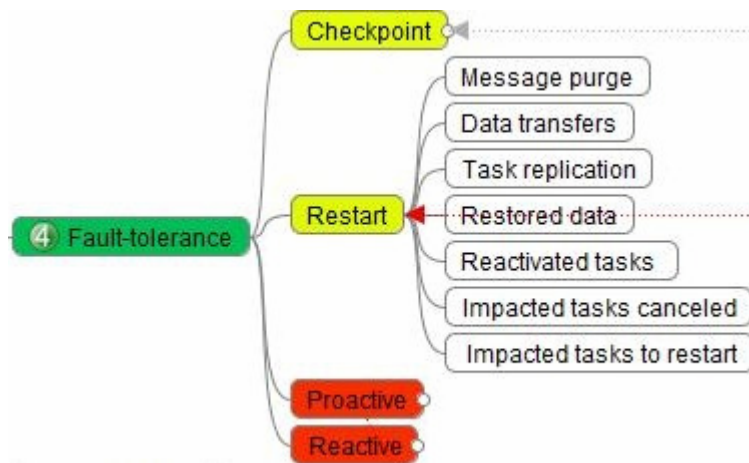 Checkpoint
Message purge
Data transfers
Task replication
Restart
Restored data
4 Fault-tolerance
Reactivated tasks
Impacted tasks canceled
Impacted tasks to restart
Proactive
Reactive